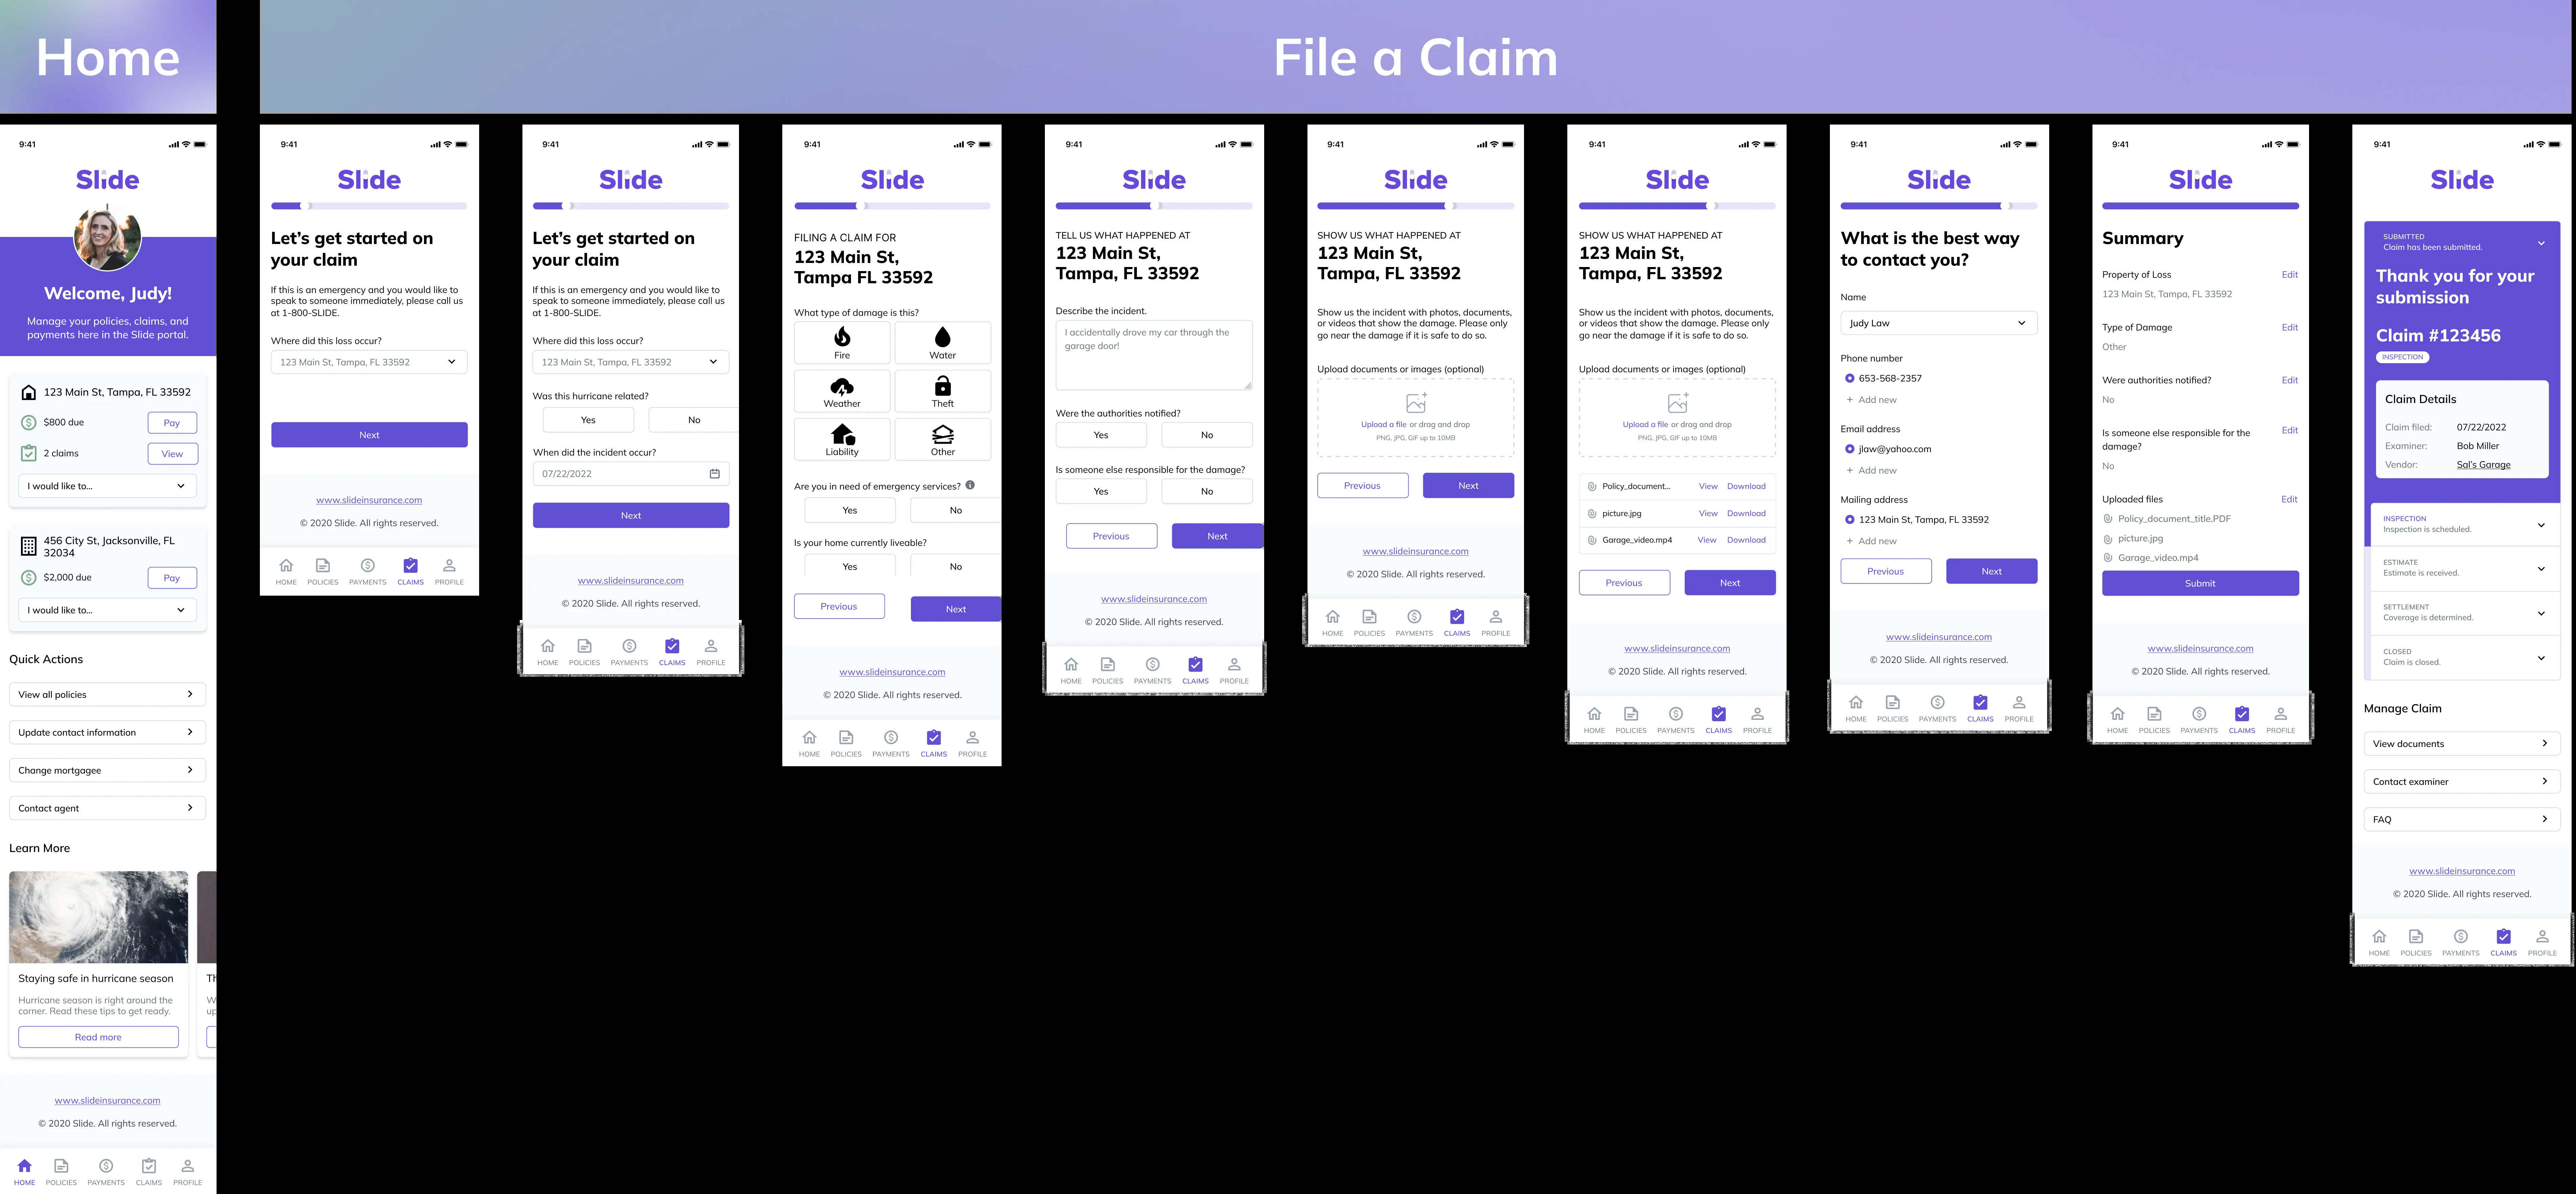 Home
File a Claim
9:41
Slide
Welcome, Judy!
Manage your policies, claims, and
payments here in the Slide portal.
123 Main St, Tampa, FL 33592
$800 due
Pay
2 claims
View
I would like to...
456 City St, Jacksonville, FL
32034
$2,000 due
Pay
I would like to...
Quick Actions
View all policies
Update contact information
Change mortgagee
Contact agent
Learn More
Staying safe in hurricane season
Hurricane season is right around the
corner. Read these tips to get ready.
Read more
Th
W
up
www.slideinsurance.com
© 2020 Slide. All rights reserved.
HOME
POLICIES
PAYMENTS
CLAIMS
PROFILE
9:41
Slide
Let's get started on
your claim
If this is an emergency and you would like to
speak to someone immediately, please call us
at 1-800-SLIDE.
Where did this loss occur?
123 Main St, Tampa, FL 33592
Next
www.slideinsurance.com
© 2020 Slide. All rights reserved.
HOME
POLICIES
PAYMENTS
CLAIMS
PROFILE
9:41
Slide
Let's get started on
your claim
If this is an emergency and you would like to
speak to someone immediately, please call us
at 1-800-SLIDE.
Where did this loss occur?
123 Main St, Tampa, FL 33592
Was this hurricane related?
Yes
No
When did the incident occur?
07/22/2022
Next
www.slideinsurance.com
© 2020 Slide. All rights reserved.
HOME
POLICIES
PAYMENTS
CLAIMS
PROFILE
9:41
Slide
FILING A CLAIM FOR
123 Main St,
Tampa FL 33592
What type of damage is this?
Fire
Water
Weather
Theft
Liability
Other
Are you in need of emergency services?
Yes
No
Is your home currently liveable?
Yes
No
Previous
Next
www.slideinsurance.com
© 2020 Slide. All rights reserved.
HOME
POLICIES
PAYMENTS
CLAIMS
PROFILE
9:41
Slide
TELL US WHAT HAPPENED AT
123 Main St,
Tampa, FL 33592
Describe the incident.
I accidentally drove my car through the
garage door!
Were the authorities notified?
Yes
No
Is someone else responsible for the damage?
Yes
No
Previous
Next
www.slideinsurance.com
© 2020 Slide. All rights reserved.
HOME
POLICIES
PAYMENTS
CLAIMS
PROFILE
9:41
Slide
SHOW US WHAT HAPPENED AT
123 Main St,
Tampa, FL 33592
Show us the incident with photos, documents,
or videos that show the damage. Please only
go near the damage if it is safe to do so.
Upload documents or images (optional)
Upload a file or drag and drop
PNG, JPG, GIF up to 10MB
Previous
Next
www.slideinsurance.com
© 2020 Slide. All rights reserved.
HOME
POLICIES
PAYMENTS
CLAIMS
PROFILE
9:41
Slide
SHOW US WHAT HAPPENED AT
123 Main St,
Tampa, FL 33592
Show us the incident with photos, documents,
or videos that show the damage. Please only
go near the damage if it is safe to do so.
Upload documents or images (optional)
Upload a file or drag and drop
PNG, JPG, GIF up to 10MB
Policy_document... View Download
picture.jpg View Download
Garage_video.mp4 View Download
Previous
Next
www.slideinsurance.com
© 2020 Slide. All rights reserved.
HOME
POLICIES
PAYMENTS
CLAIMS
PROFILE
9:41
Slide
What is the best way
to contact you?
Name
Judy Law
Phone number
653-568-2357
+ Add new
Email address
jlaw@yahoo.com
+ Add new
Mailing address
123 Main St, Tampa, FL 33592
+ Add new
Previous
Next
www.slideinsurance.com
© 2020 Slide. All rights reserved.
HOME
POLICIES
PAYMENTS
CLAIMS
PROFILE
9:41
Slide
Summary
Property of Loss Edit
123 Main St, Tampa, FL 33592
Type of Damage Edit
Other
Were authorities notified? Edit
No
Is someone else responsible for the Edit
damage?
No
Uploaded files Edit
Policy_document_title.PDF
picture.jpg
Garage_video.mp4
Submit
www.slideinsurance.com
© 2020 Slide. All rights reserved.
HOME
POLICIES
PAYMENTS
CLAIMS
PROFILE
9:41
Slide
SUBMITTED
Claim has been submitted.
Thank you for your
submission
Claim #123456
INSPECTION
Claim Details
Claim filed: 07/22/2022
Examiner: Bob Miller
Vendor: Sal's Garage
INSPECTION
Inspection is scheduled.
ESTIMATE
Estimate is received.
SETTLEMENT
Coverage is determined.
CLOSED
Claim is closed.
Manage Claim
View documents
Contact examiner
FAQ
www.slideinsurance.com
© 2020 Slide. All rights reserved.
HOME
POLICIES
PAYMENTS
CLAIMS
PROFILE